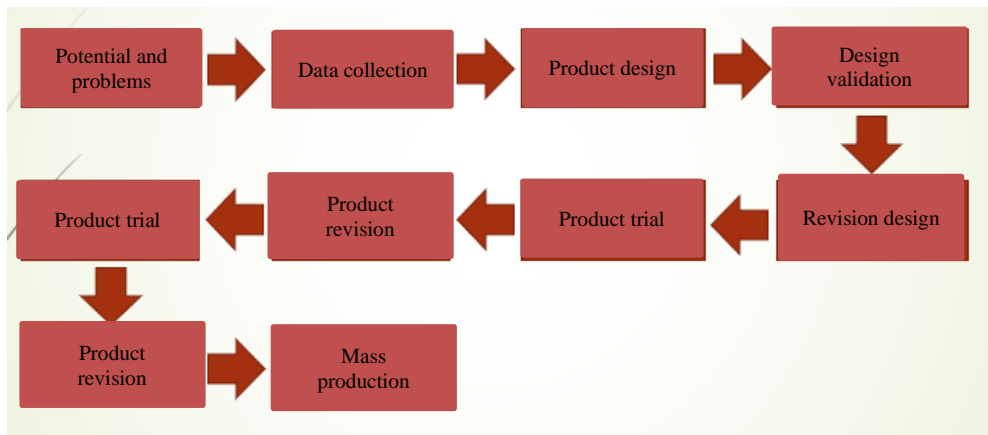 Potential and
problems
Data collection
Product design
Design
validation
Revision design
Product trial
Product
revision
Product trial
Product
revision
Mass
production